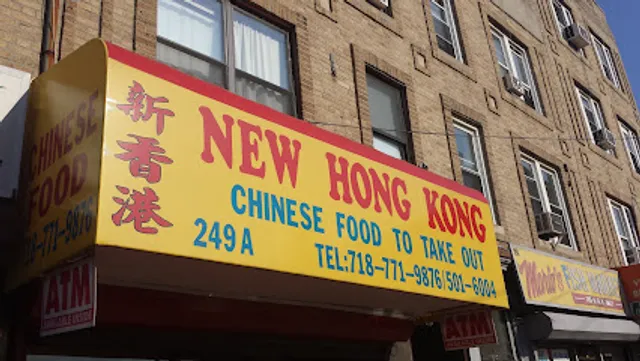 CHINESE
FOOD
新香港
NEW HONG KONG
CHINESE FOOD TO TAKE OUT
249A
TEL:718-771-9876/501-6004
ATM
ATM